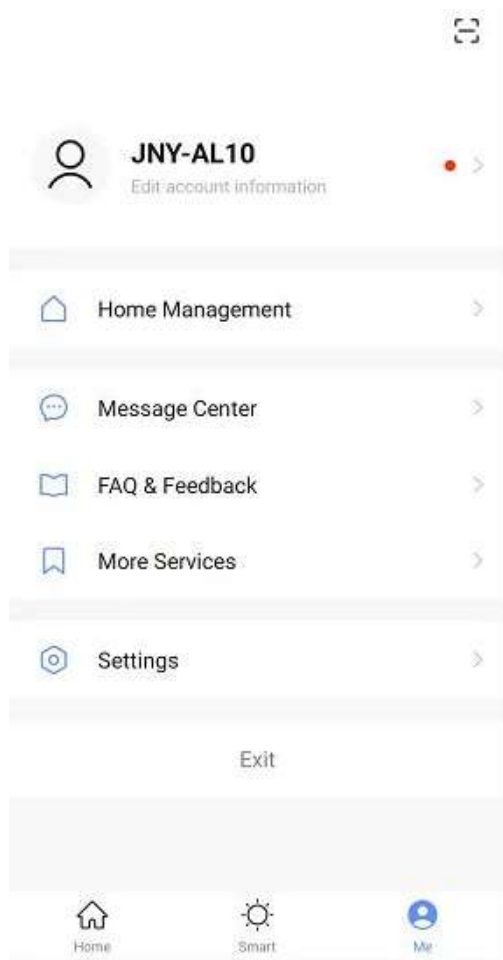 JNY-AL10
Edit account information
Home Management
Message Center
FAQ & Feedback
More Services
Settings
Exit
Home Smart Me